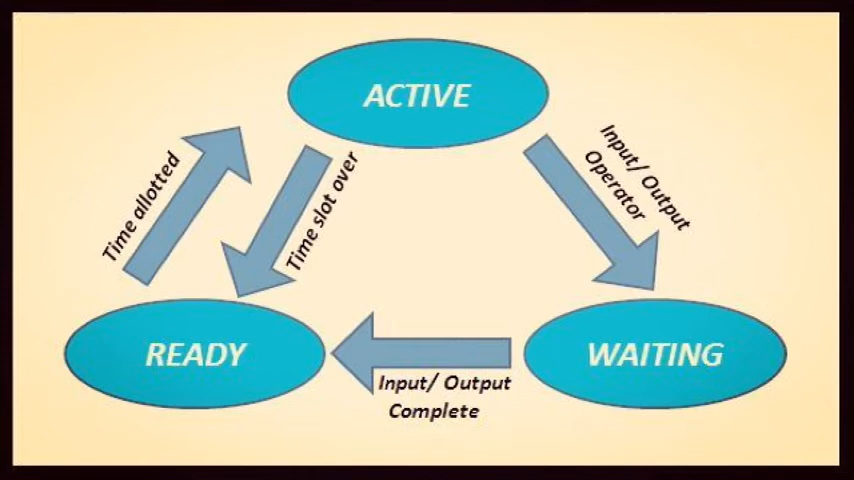 ACTIVE
Time allotted
Time slot over
Input/ Output
Operator
READY
WAITING
Input/ Output
Complete